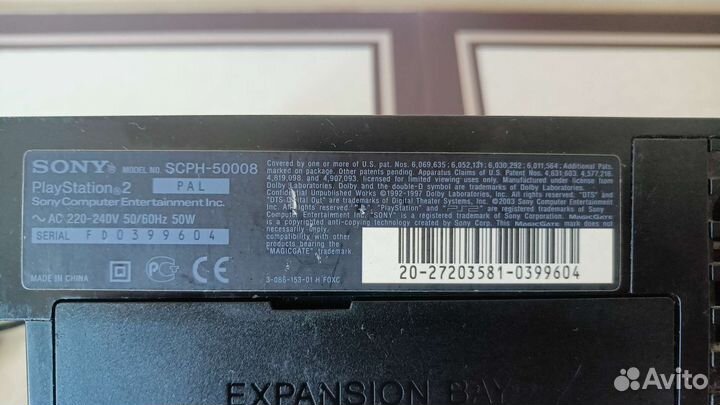 SONY® MODEL NO. SCPH-50008
PlayStation®2 PAL
Sony Computer Entertainment Inc.
AC 220-240V 50/60Hz 50W
SERIAL FD0399604
MADE IN CHINA
Covered by one or more of U.S. pat. Nos. 6,069,635; 6,052,131; 6,030,292; 6,011,564; Additional Pats.
marked on package. Other patents pending. Apparatus Claims of U.S. Patent Nos. 4,631,603, 4,577,216,
4,819,098, and 4,907,093, licensed for limited viewing uses only. Manufactured under license from
Dolby Laboratories. Dolby and the double-D symbol are trademarks of Dolby Laboratories.
Confidential Unpublished Works ©1992-1997 Dolby Laboratories. All rights reserved. "DTS" and
"DTS Digital Out" are trademarks of Digital Theater Systems, Inc. ©2003 Sony Computer Entertainment
Inc. All rights reserved. "PlayStation" and are registered trademarks of Sony
Computer Entertainment Inc. "SONY" is a registered trademark of Sony Corporation. MAGICGATE
is a copyrighted anti-copying technology created by Sony Corp. This mark does not
necessarily imply
compatibility with
other products
bearing the
"MAGICGATE" trademark.
20-27203581-0399604
3-086-153-01 H FOXC
EXPANSION BAY
Avito